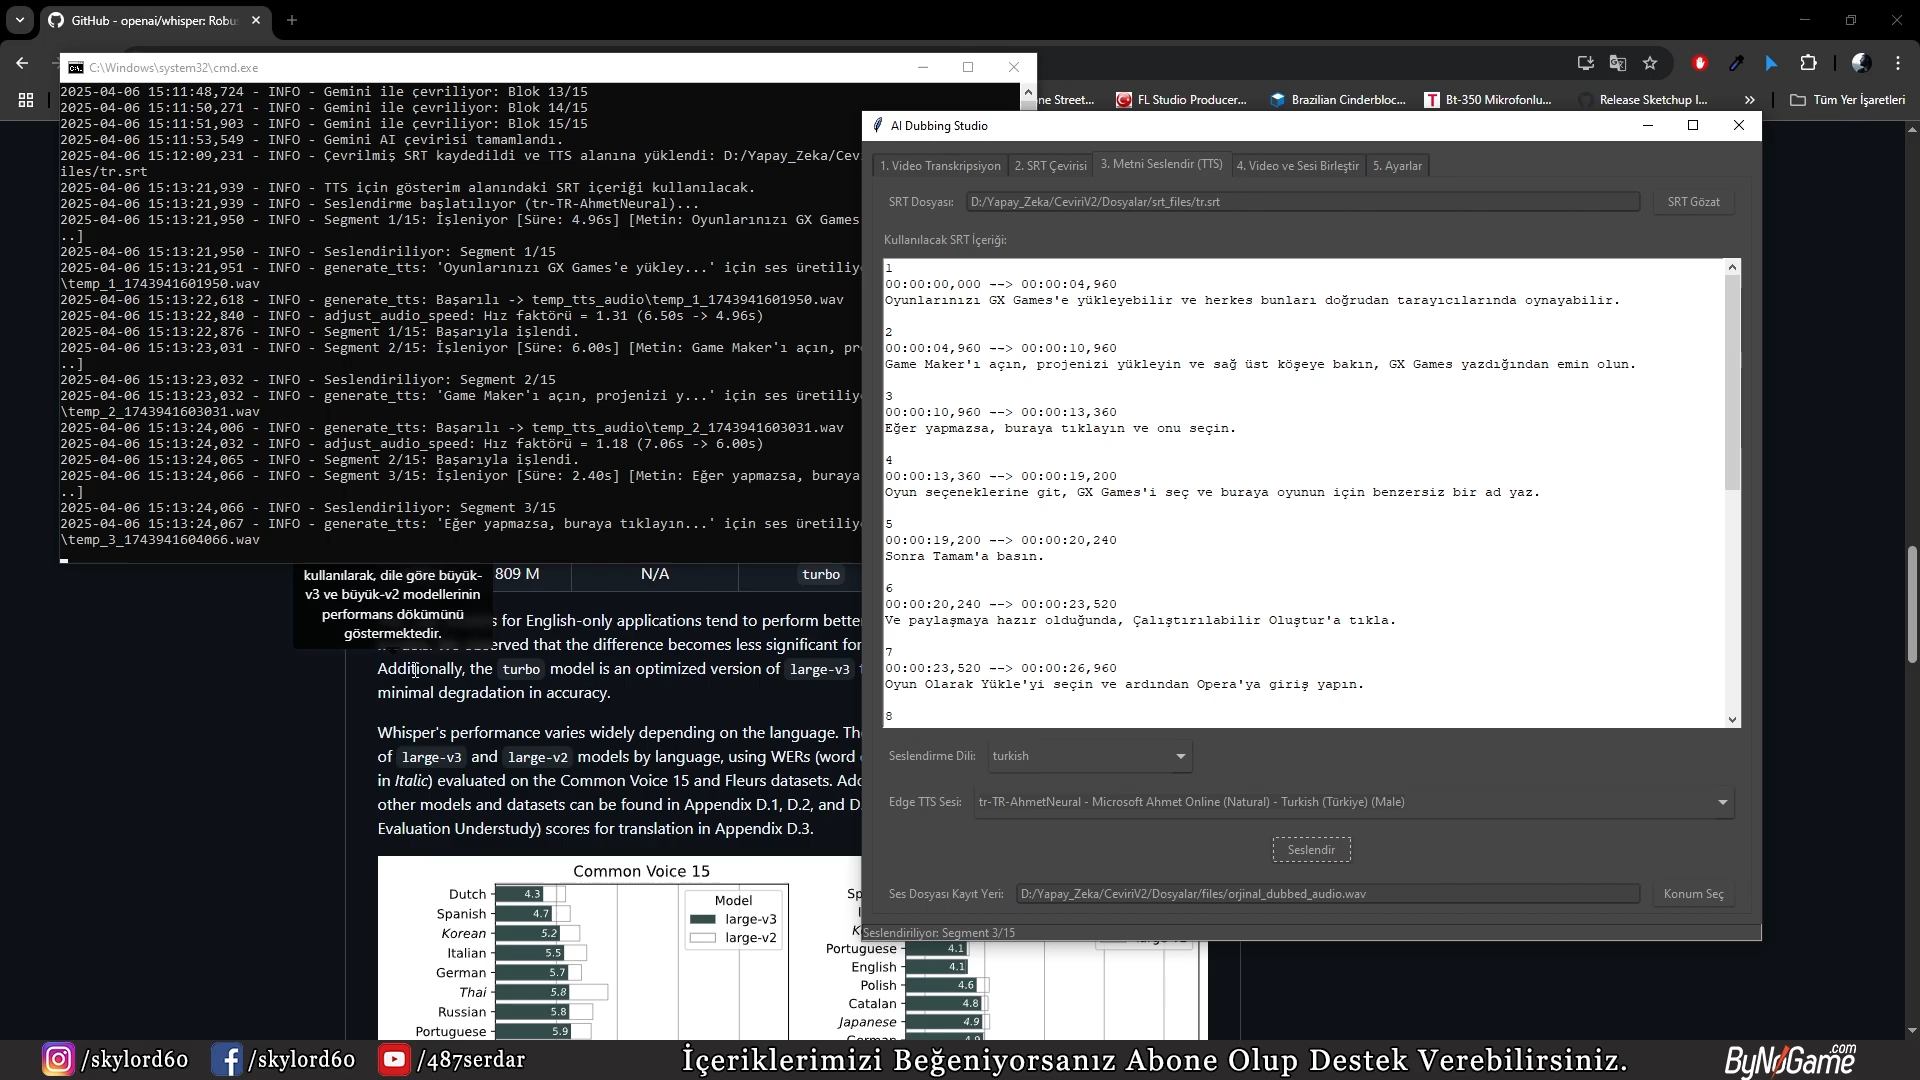 GitHub - openai/whisper: Robu
ne Street...
FL Studio Producer...
Brazilian Cinderbloc...
Bt-350 Mikrofonlu...
Release Sketchup I...
»
Tüm Yer İşaretleri
C:\Windows\system32\cmd.exe
2025-04-06 15:11:48,724 - INFO - Gemini ile çevriliyor: Blok 13/15
2025-04-06 15:11:50,271 - INFO - Gemini ile çevriliyor: Blok 14/15
2025-04-06 15:11:51,903 - INFO - Gemini ile çevriliyor: Blok 15/15
2025-04-06 15:11:53,549 - INFO - Gemini AI çevirisi tamamlandı.
2025-04-06 15:12:09,231 - INFO - Çevrilmiş SRT kaydedildi ve TTS alanına yüklendi: D:/Yapay_Zeka/Cev
iles/tr.srt
2025-04-06 15:13:21,939 - INFO - TTS için gösterim alanındaki SRT içeriği kullanılacak.
2025-04-06 15:13:21,939 - INFO - Seslendirme başlatılıyor (tr-TR-AhmetNeural)...
2025-04-06 15:13:21,950 - INFO - Segment 1/15: İşleniyor [Süre: 4.96s] [Metin: Oyunlarınızı GX Games
..]
2025-04-06 15:13:21,950 - INFO - Seslendiriliyor: Segment 1/15
2025-04-06 15:13:21,951 - INFO - generate_tts: 'Oyunlarınızı GX Games'e yükley...' için ses üretiliy
\temp_1_1743941601950.wav
2025-04-06 15:13:22,618 - INFO - generate_tts: Başarılı -> temp_tts_audio\temp_1_1743941601950.wav
2025-04-06 15:13:22,840 - INFO - adjust_audio_speed: Hız faktörü = 1.31 (6.50s -> 4.96s)
2025-04-06 15:13:22,876 - INFO - Segment 1/15: Başarıyla işlendi.
2025-04-06 15:13:23,031 - INFO - Segment 2/15: İşleniyor [Süre: 6.00s] [Metin: Game Maker'ı açın, pr
..]
2025-04-06 15:13:23,032 - INFO - Seslendiriliyor: Segment 2/15
2025-04-06 15:13:23,032 - INFO - generate_tts: 'Game Maker'ı açın, projenizi y...' için ses üretiliy
\temp_2_1743941603031.wav
2025-04-06 15:13:24,006 - INFO - generate_tts: Başarılı -> temp_tts_audio\temp_2_1743941603031.wav
2025-04-06 15:13:24,032 - INFO - adjust_audio_speed: Hız faktörü = 1.18 (7.06s -> 6.00s)
2025-04-06 15:13:24,065 - INFO - Segment 2/15: Başarıyla işlendi.
2025-04-06 15:13:24,066 - INFO - Segment 3/15: İşleniyor [Süre: 2.40s] [Metin: Eğer yapmazsa, buraya
..]
2025-04-06 15:13:24,066 - INFO - Seslendiriliyor: Segment 3/15
2025-04-06 15:13:24,067 - INFO - generate_tts: 'Eğer yapmazsa, buraya tıklayın...' için ses üretiliy
\temp_3_1743941604066.wav
AI Dubbing Studio
1. Video Transkripsiyon
2. SRT Çevirisi
3. Metni Seslendir (TTS)
4. Video ve Sesi Birleştir
5. Ayarlar
SRT Dosyası: D:/Yapay_Zeka/CeviriV2/Dosyalar/srt_files/tr.srt SRT Gözat
Kullanılacak SRT İçeriği:
1
00:00:00,000 --> 00:00:04,960
Oyunlarınızı GX Games'e yükleyebilir ve herkes bunları doğrudan tarayıcılarında oynayabilir.
2
00:00:04,960 --> 00:00:10,960
Game Maker'ı açın, projenizi yükleyin ve sağ üst köşeye bakın, GX Games yazdığından emin olun.
3
00:00:10,960 --> 00:00:13,360
Eğer yapmazsa, buraya tıklayın ve onu seçin.
4
00:00:13,360 --> 00:00:19,200
Oyun seçeneklerine git, GX Games'i seç ve buraya oyunun için benzersiz bir ad yaz.
5
00:00:19,200 --> 00:00:20,240
Sonra Tamam'a basın.
6
00:00:20,240 --> 00:00:23,520
Ve paylaşmaya hazır olduğunda, Çalıştırılabilir Oluştur'a tıkla.
7
00:00:23,520 --> 00:00:26,960
Oyun Olarak Yükle'yi seçin ve ardından Opera'ya giriş yapın.
8
Seslendirme Dili: turkish
Edge TTS Sesi: tr-TR-AhmetNeural - Microsoft Ahmet Online (Natural) - Turkish (Türkiye) (Male)
Seslendir
Ses Dosyası Kayıt Yeri: D:/Yapay_Zeka/CeviriV2/Dosyalar/files/orjinal_dubbed_audio.wav Konum Seç
Seslendiriliyor: Segment 3/15
809 M N/A turbo
kullanılarak, dile göre büyük-
v3 ve büyük-v2 modellerinin
performans dökümünü
göstermektedir.
s for English-only applications tend to perform bette
served that the difference becomes less significant for
Additionally, the turbo model is an optimized version of large-v3
minimal degradation in accuracy.
Whisper's performance varies widely depending on the language. Th
of large-v3 and large-v2 models by language, using WERs (word
in Italic) evaluated on the Common Voice 15 and Fleurs datasets. Add
other models and datasets can be found in Appendix D.1, D.2, and D
Evaluation Understudy) scores for translation in Appendix D.3.
Common Voice 15
Model
large-v3
large-v2
Dutch 4.3
Spanish 4.7
Korean 5.2
Italian 5.5
German 5.7
Thai 5.8
Russian 5.8
Portuguese 5.9
Sp
I
K
Portuguese 4.1
English 4.1
Polish 4.6
Catalan 4.8
Japanese 4.9
German 4.9
/skylord60
/skylord60
/487serdar
İçeriklerimizi Beğeniyorsanız Abone Olup Destek Verebilirsiniz.
ByNoGame.com